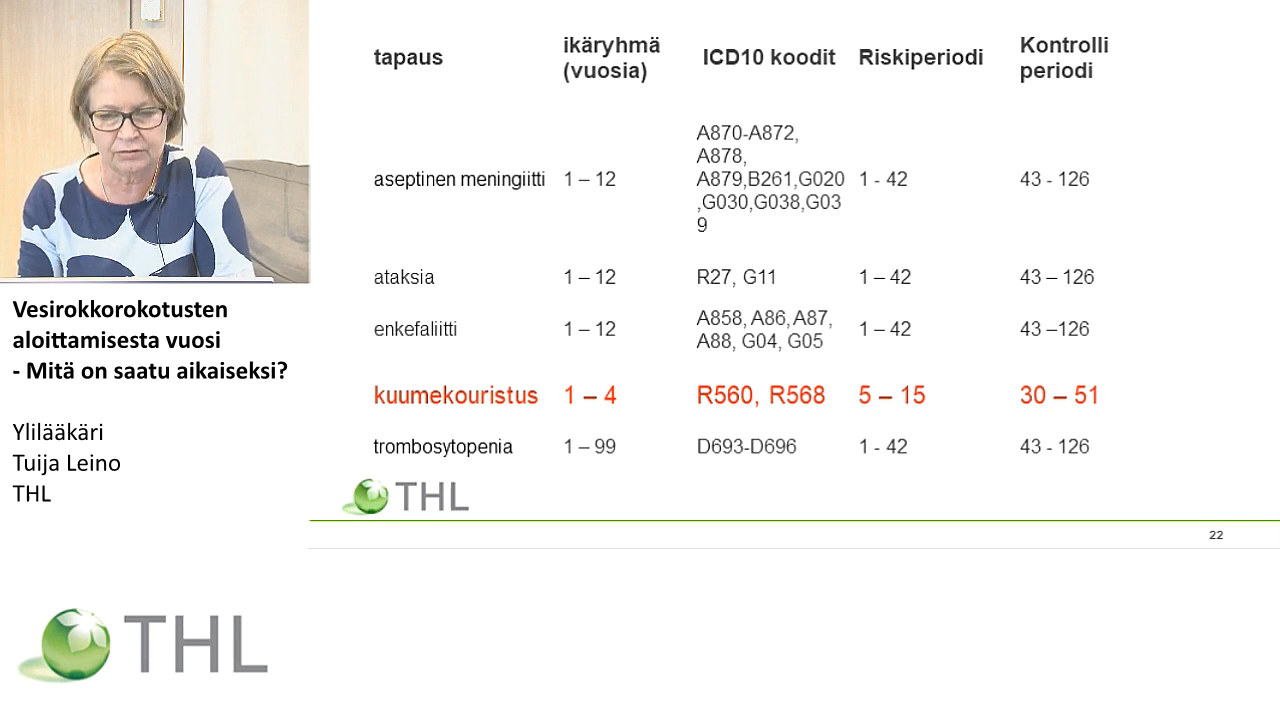 tapaus
ikäryhmä
(vuosia)
ICD10 koodit
Riskiperiodi
Kontrolli
periodi
aseptinen meningiitti
1 – 12
A870-A872,
A878,
A879,B261,G020
,G030,G038,G03
9
1 - 42
43 - 126
ataksia
1 – 12
R27, G11
1 – 42
43 – 126
enkefaliitti
1 – 12
A858, A86, A87,
A88, G04, G05
1 – 42
43 –126
kuumekouristus
1 – 4
R560, R568
5 – 15
30 – 51
trombosytopenia
1 – 99
D693-D696
1 - 42
43 - 126
THL
22
Vesirokkorokotusten
aloittamisesta vuosi
- Mitä on saatu aikaiseksi?
Ylilääkäri
Tuija Leino
THL
THL